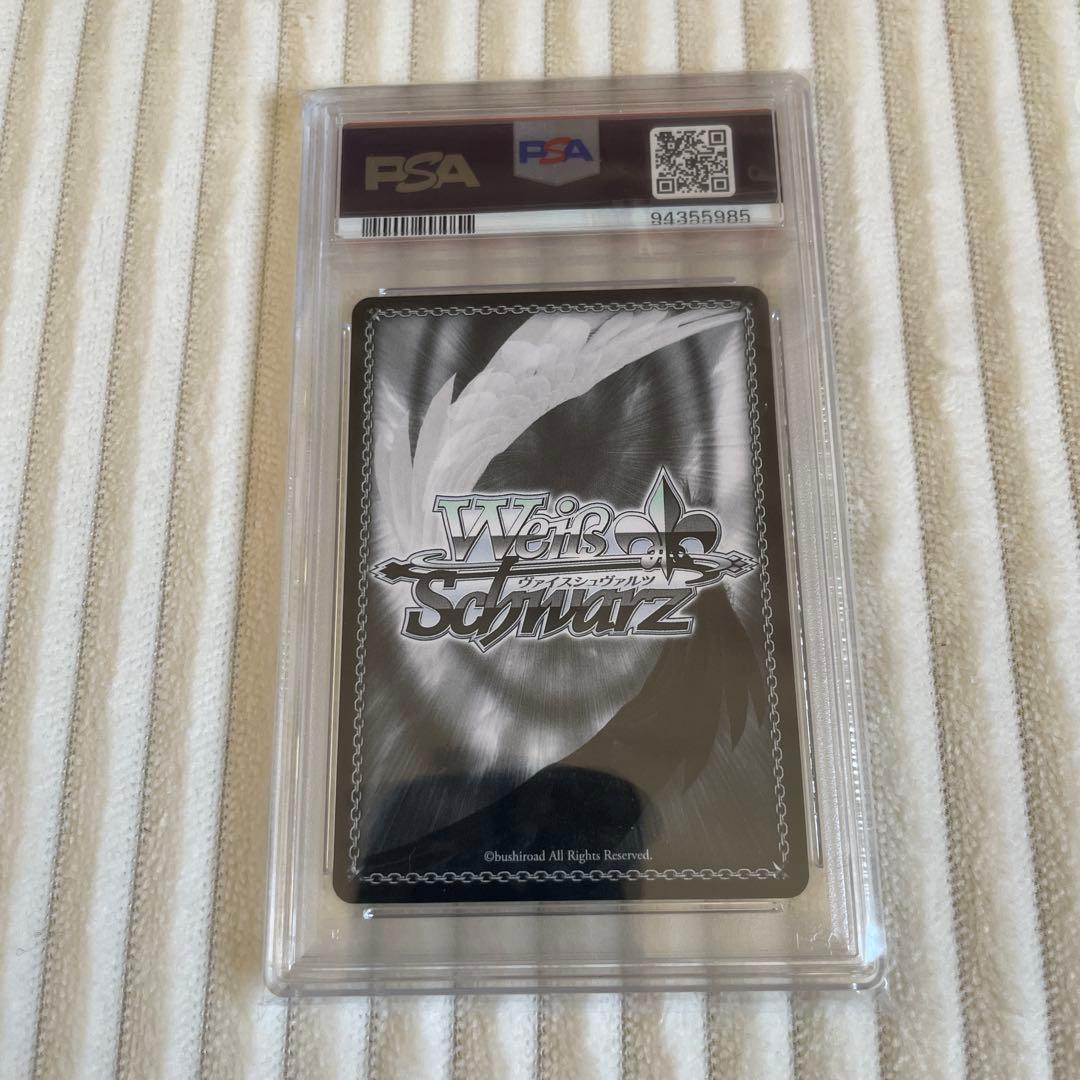 PSA
PSA
94355985
Weiß
ヴァイスシュヴァルツ
Schwarz
©bushiroad All Rights Reserved.